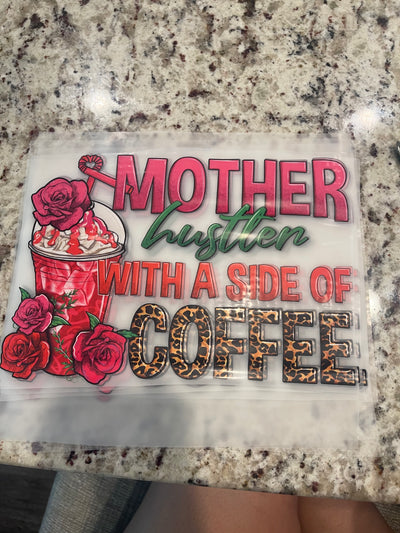 MOTHER
hustler
WITH A SIDE OF
COFFEE